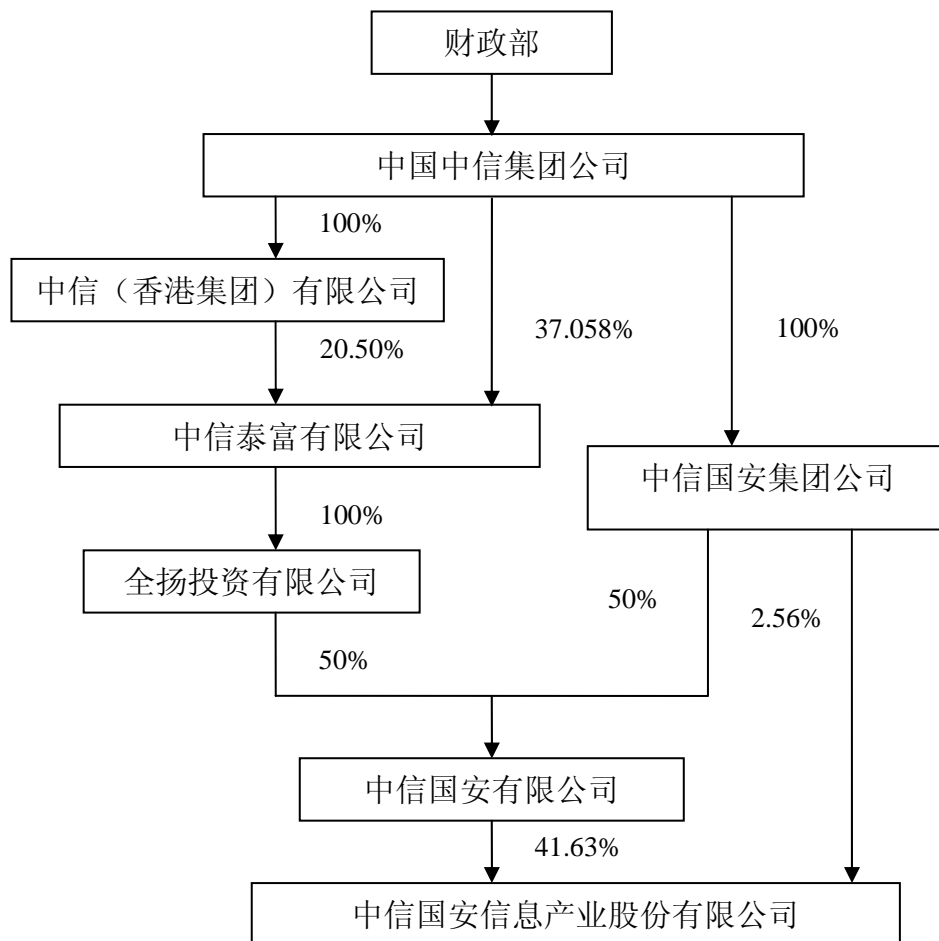 财政部
中国中信集团公司
100%
中信（香港集团）有限公司
20.50%
37.058%
100%
中信泰富有限公司
中信国安集团公司
100%
全扬投资有限公司
50%
2.56%
50%
中信国安有限公司
41.63%
中信国安信息产业股份有限公司